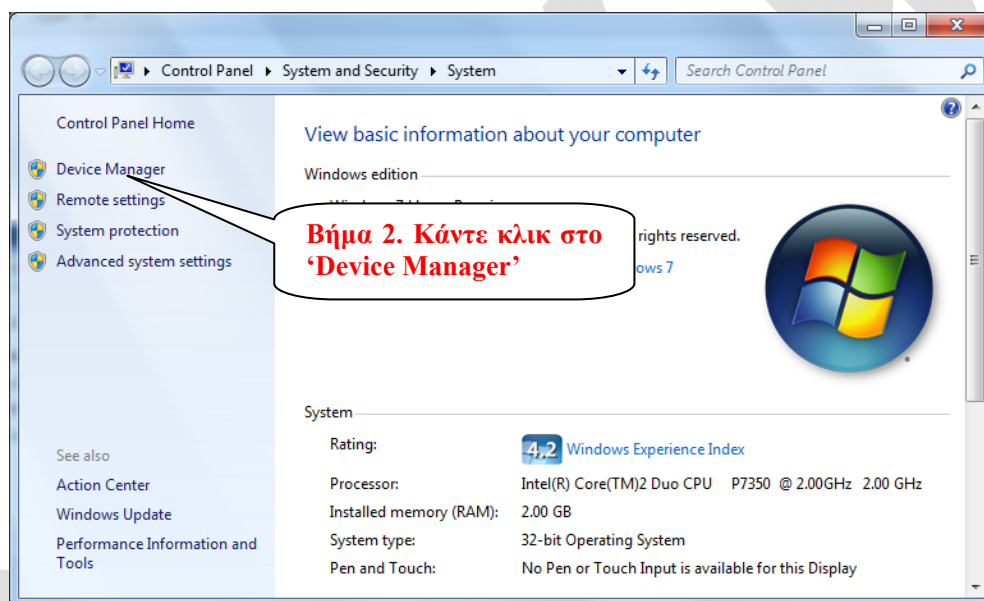 Control Panel ▸ System and Security ▸ System
Search Control Panel
Control Panel Home
Device Manager
Remote settings
System protection
Advanced system settings
See also
Action Center
Windows Update
Performance Information and
Tools
View basic information about your computer
Windows edition
Βήμα 2. Κάντε κλικ στο
‘Device Manager’
rights reserved.
ows 7
System
Rating:
4,2 Windows Experience Index
Processor:
Intel(R) Core(TM)2 Duo CPU P7350 @ 2.00GHz 2.00 GHz
Installed memory (RAM):
2.00 GB
System type:
32-bit Operating System
Pen and Touch:
No Pen or Touch Input is available for this Display